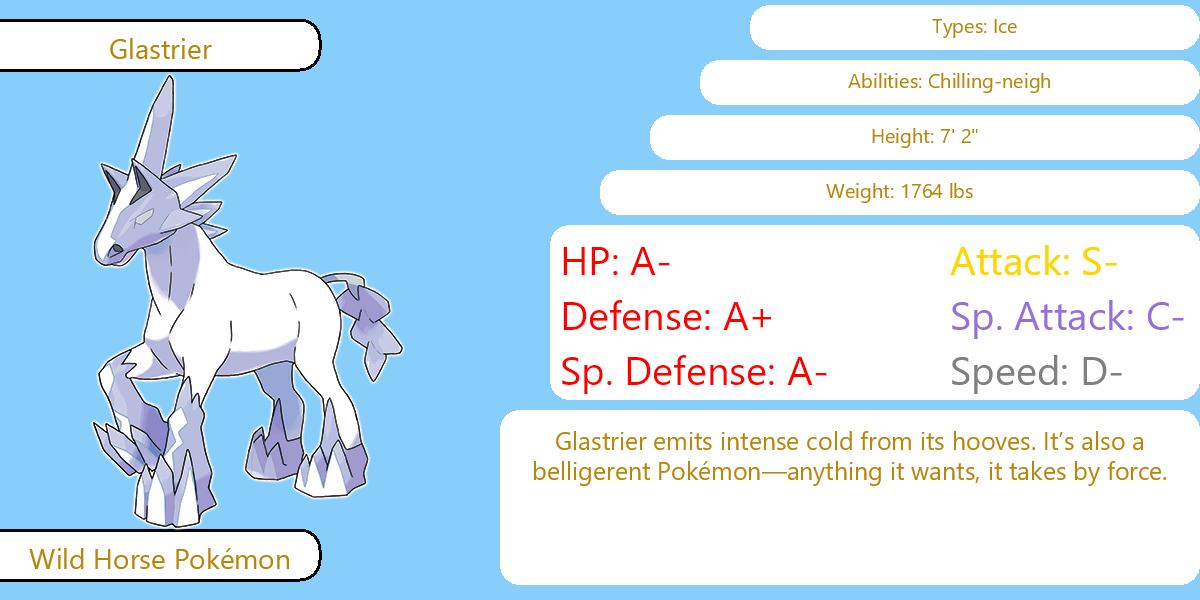 Glastrier
Types: Ice
Abilities: Chilling-neigh
Height: 7' 2"
Weight: 1764 lbs
HP: A-
Attack: S-
Defense: A+
Sp. Attack: C-
Sp. Defense: A-
Speed: D-
Glastrier emits intense cold from its hooves. It’s also a
belligerent Pokémon—anything it wants, it takes by force.
Wild Horse Pokémon